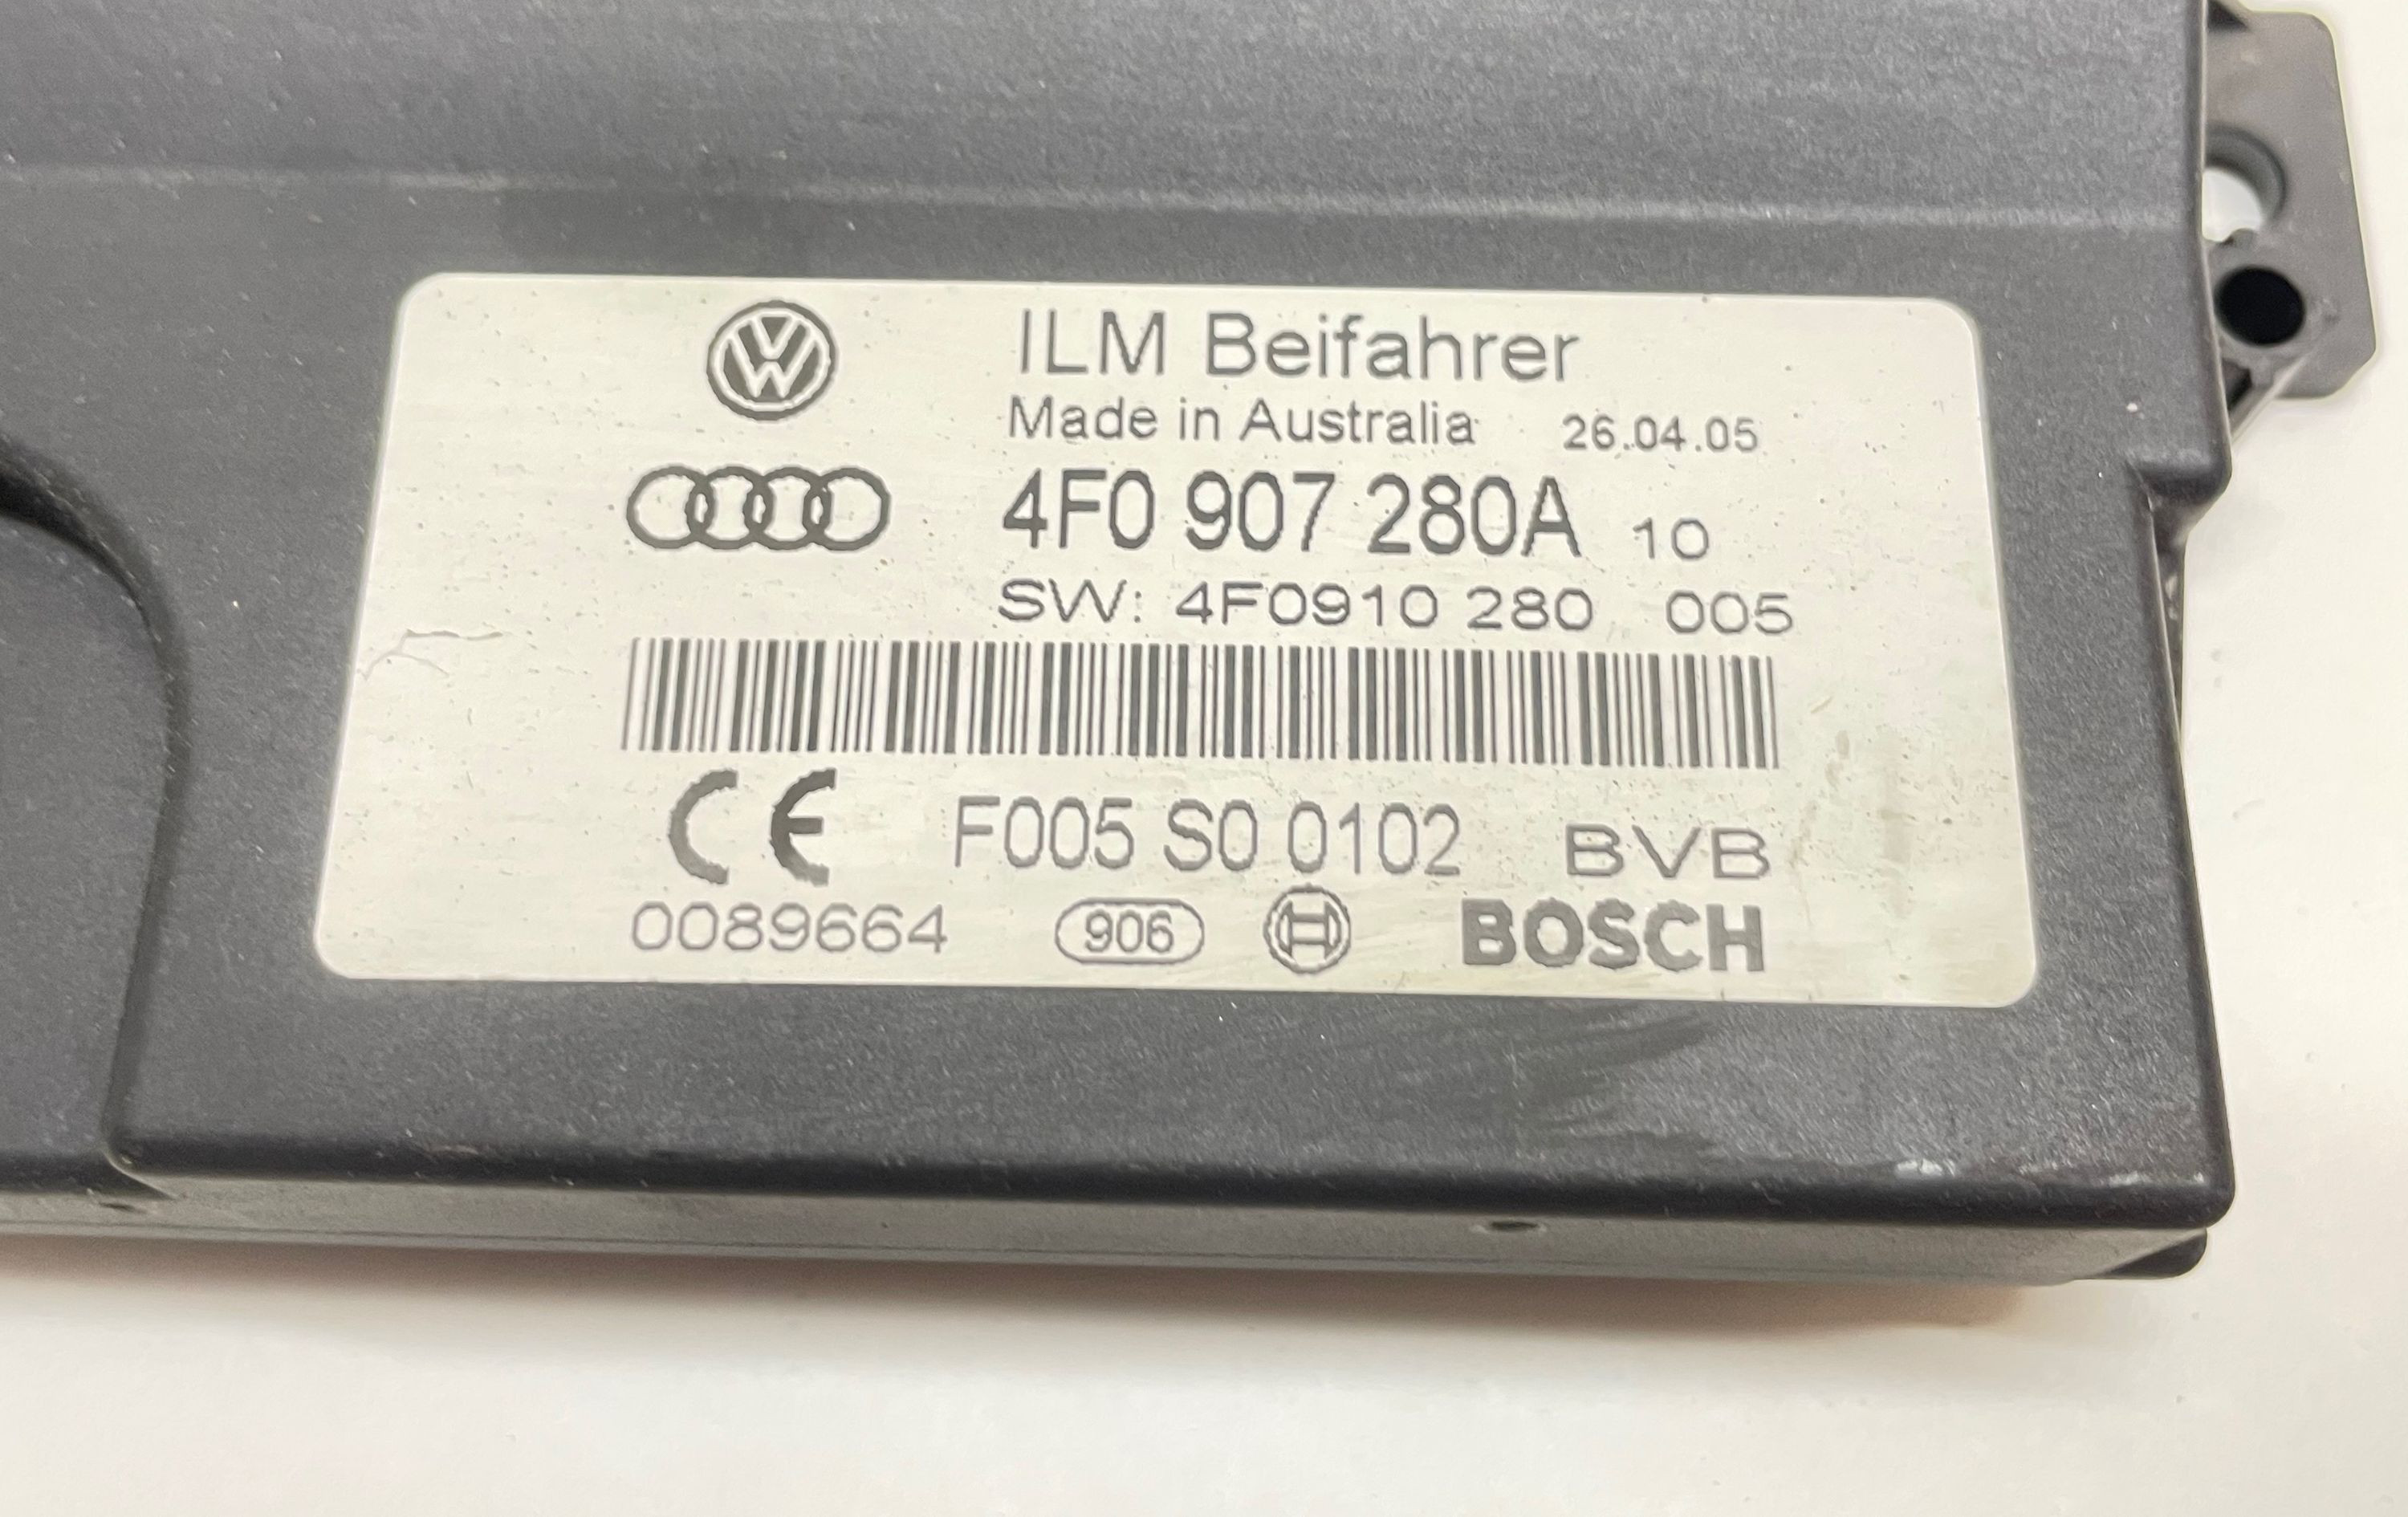 ILM Beifahrer
Made in Australia 26.04.05
4F0 907 280A 10
SW: 4F0910 280 005
CE F005 S0 0102 BVB
0089664 906 BOSCH